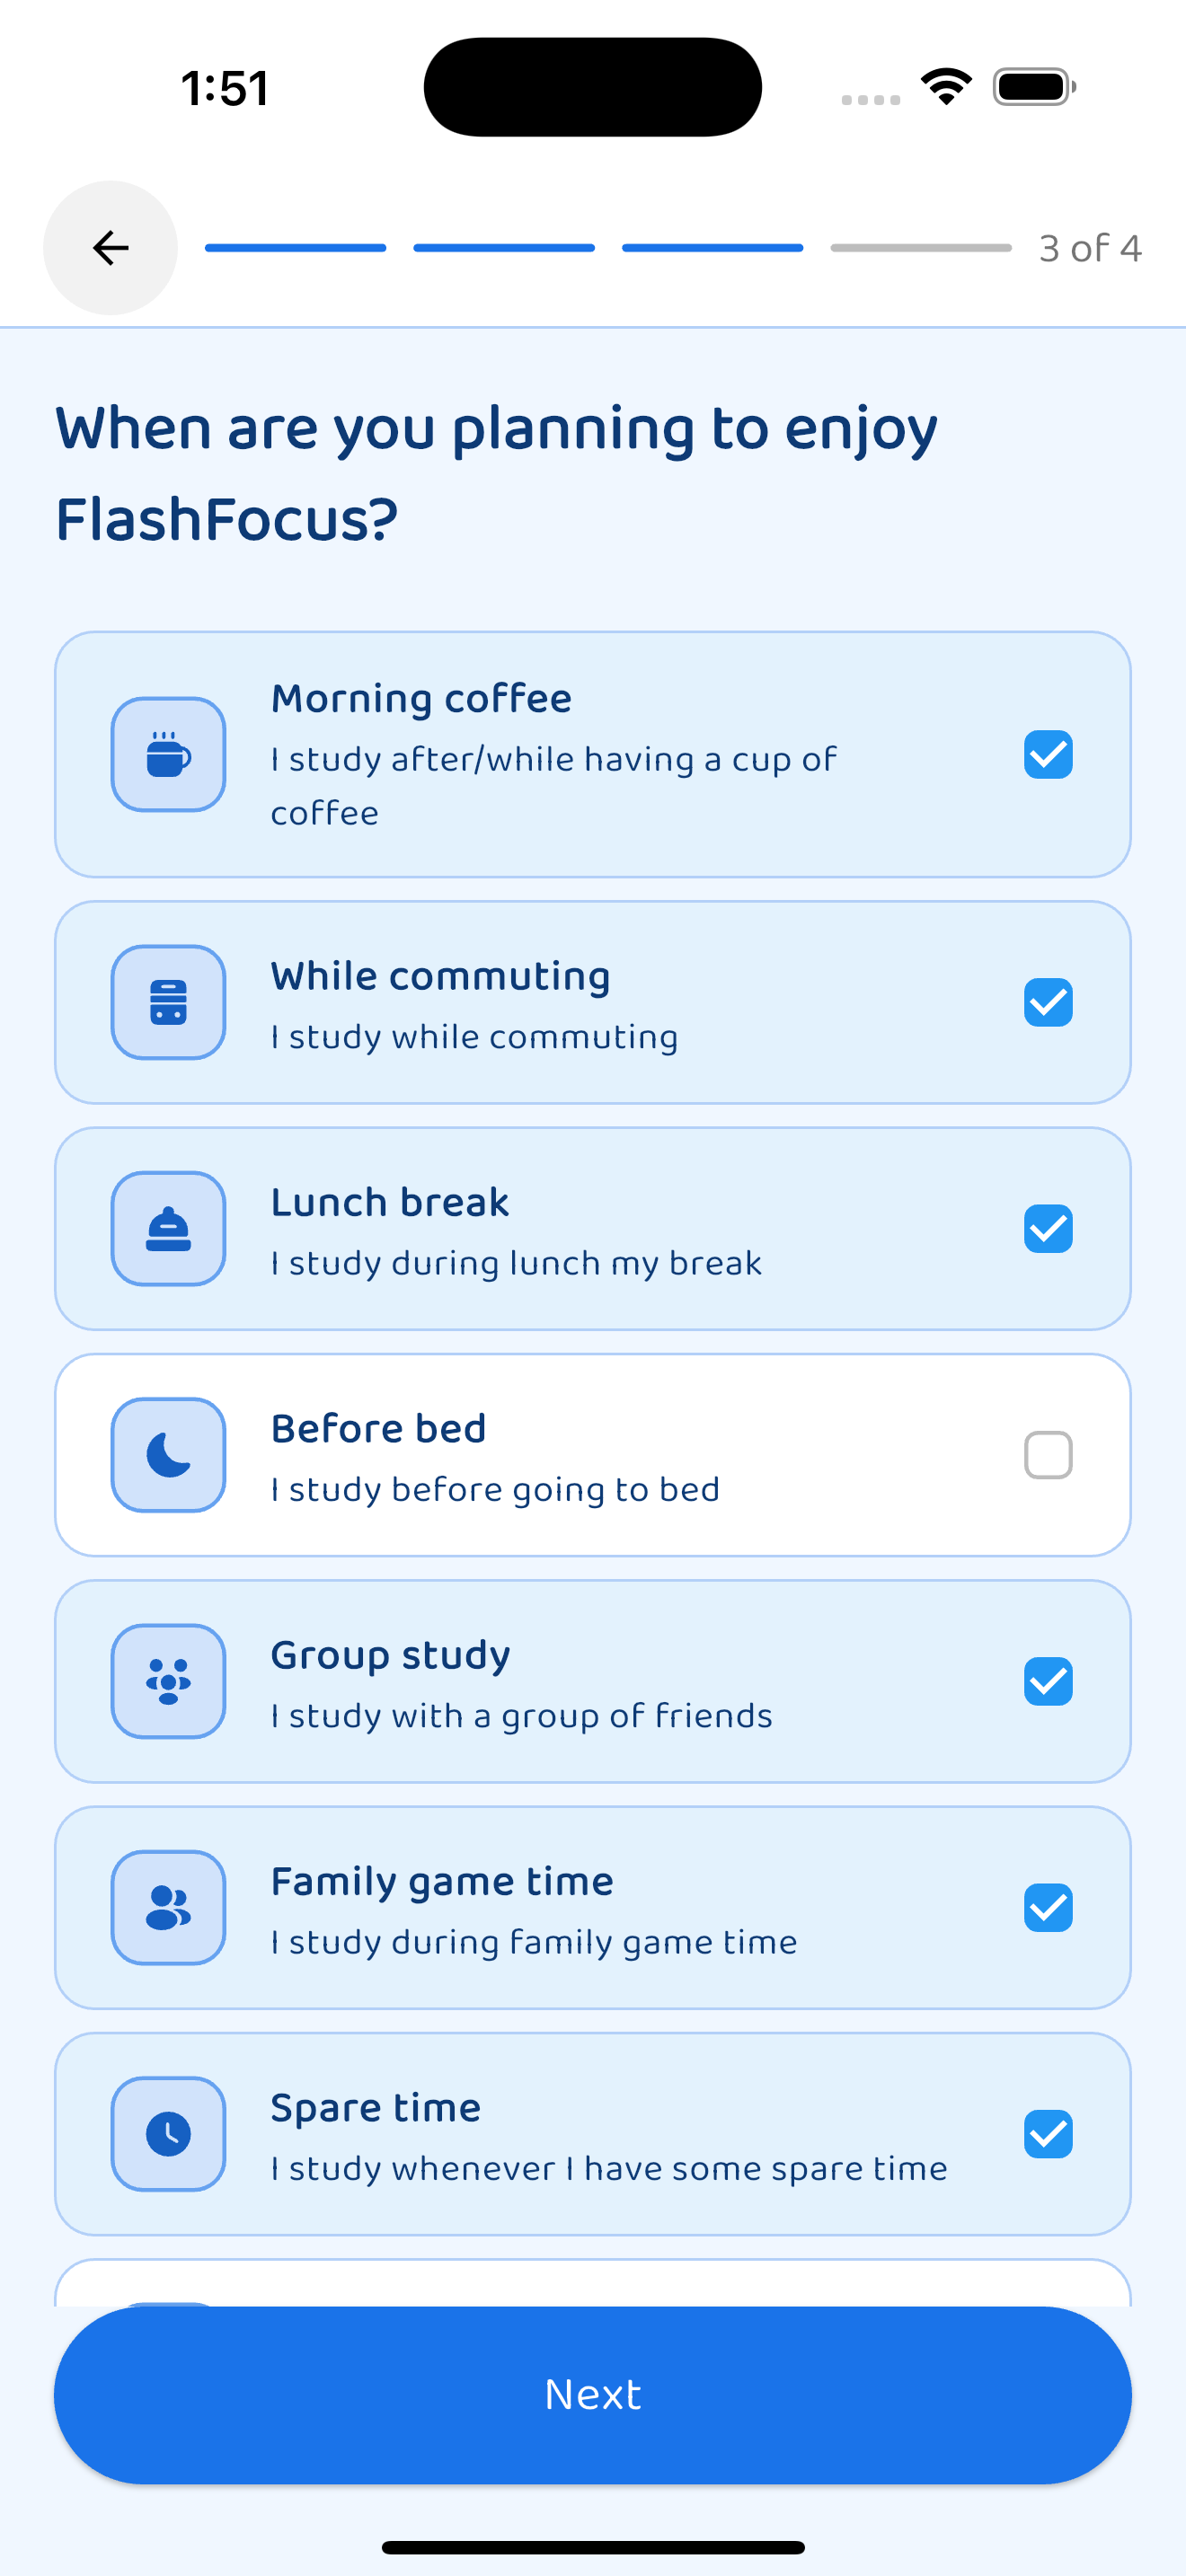 1:51
3 of 4
When are you planning to enjoy
FlashFocus?
Morning coffee
I study after/while having a cup of
coffee
While commuting
I study while commuting
Lunch break
I study during lunch my break
Before bed
I study before going to bed
Group study
I study with a group of friends
Family game time
I study during family game time
Spare time
I study whenever I have some spare time
Next